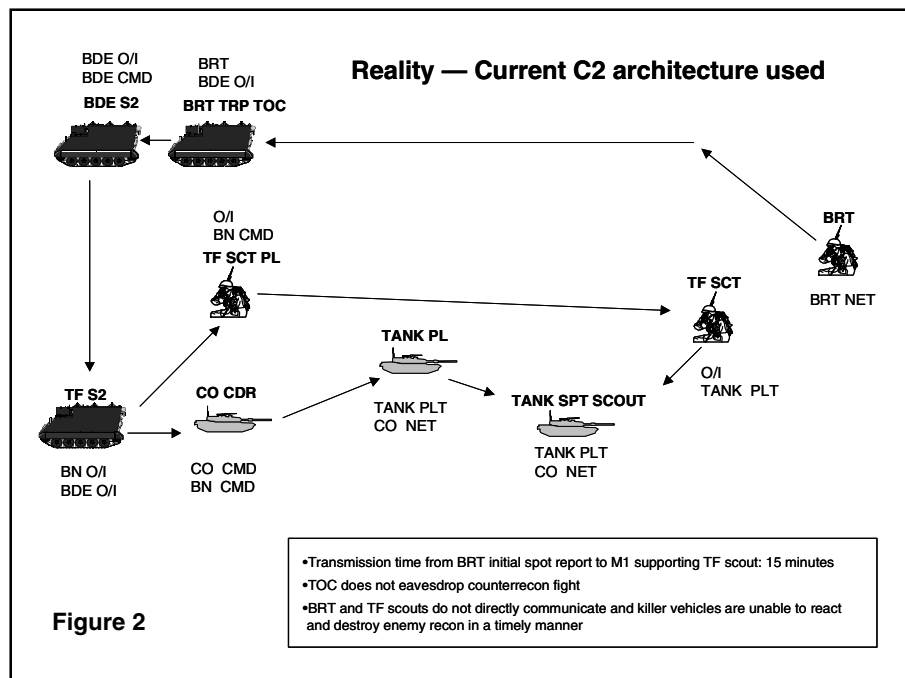 Reality — Current C2 architecture used
BDE O/I
BDE CMD
BDE S2
BRT
BDE O/I
BRT TRP TOC
O/I
BN CMD
TF SCT PL
BRT
BRT NET
TF SCT
O/I
TANK PLT
TANK PL
TANK PLT
CO NET
TANK SPT SCOUT
TANK PLT
CO NET
TF S2
BN O/I
BDE O/I
CO CDR
CO CMD
BN CMD
•Transmission time from BRT initial spot report to M1 supporting TF scout: 15 minutes
•TOC does not eavesdrop counterrecon fight
•BRT and TF scouts do not directly communicate and killer vehicles are unable to react
and destroy enemy recon in a timely manner
Figure 2